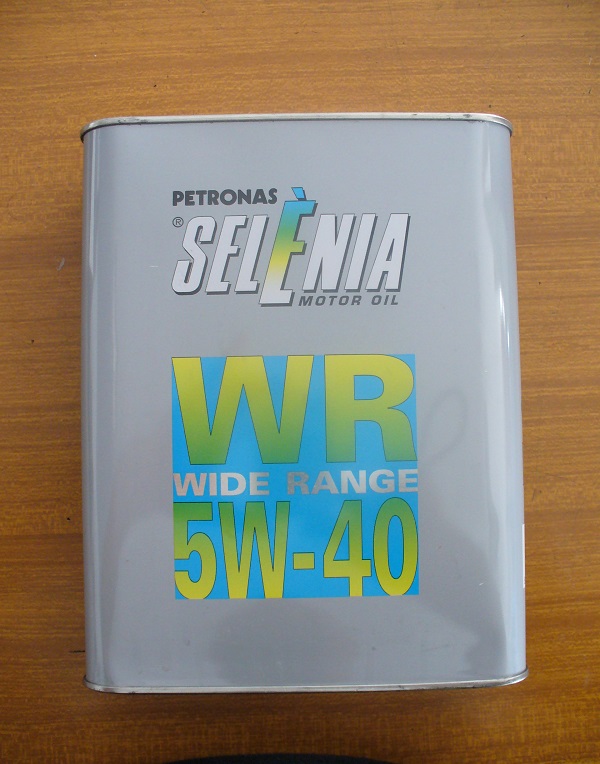 PETRONAS
® SELÈNIA
MOTOR OIL
WR
WIDE RANGE
5W-40